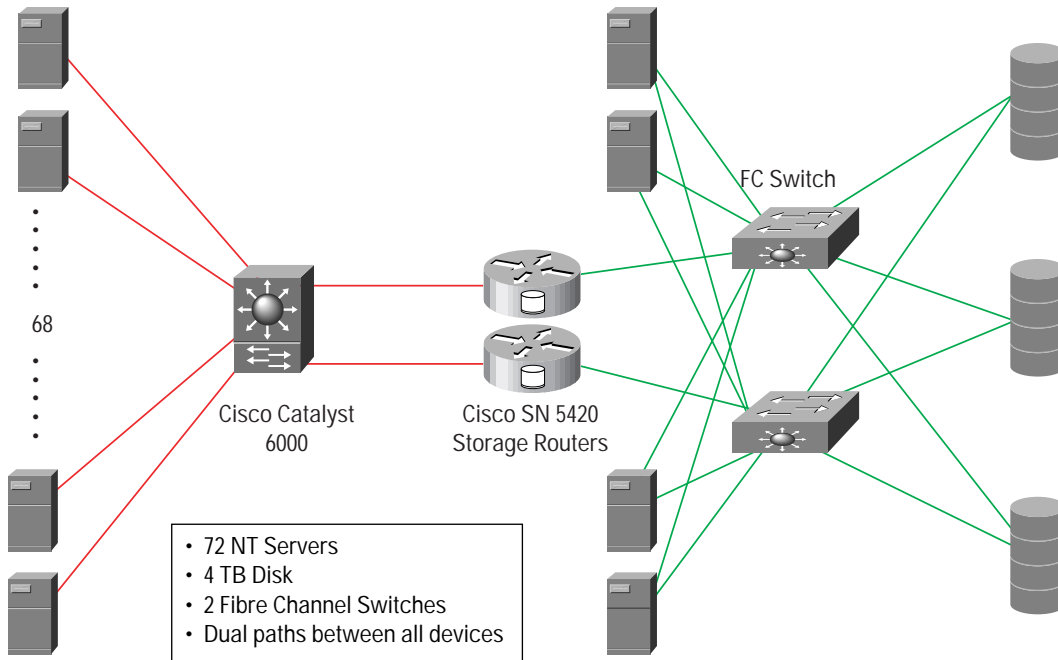 FC Switch
68
Cisco Catalyst
6000
Cisco SN 5420
Storage Routers
• 72 NT Servers
• 4 TB Disk
• 2 Fibre Channel Switches
• Dual paths between all devices